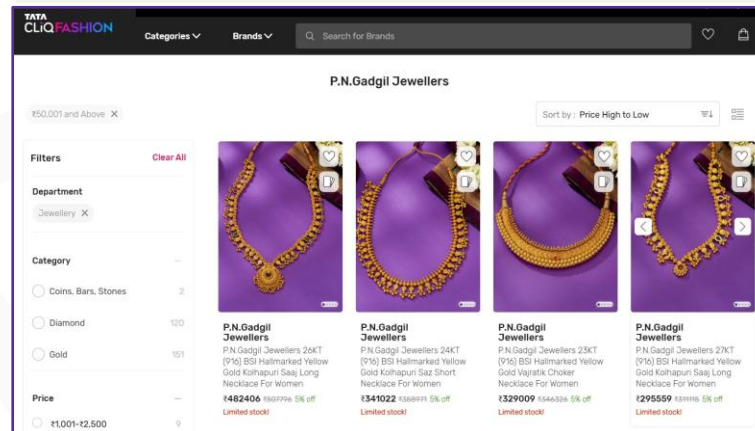 TATA
CLiQ FASHION
Categories
Brands
Search for Brands
P.N.Gadgil Jewellers
₹50,001 and Above X
Sort by : Price High to Low
Filters
Clear All
Department
Jewellery X
Category
Coins, Bars, Stones 2
Diamond 120
Gold 151
Price
₹1,001-₹2,500 9
P.N.Gadgil
Jewellers
P.N.Gadgil Jewellers 26KT
(916) BSI Hallmarked Yellow
Gold Kolhapuri Saaj Long
Necklace For Women
₹482406 ₹507796 5% off
Limited stock!
P.N.Gadgil
Jewellers
P.N.Gadgil Jewellers 24KT
(916) BSI Hallmarked Yellow
Gold Kolhapuri Saz Short
Necklace For Women
₹341022 ₹358971 5% off
Limited stock!
P.N.Gadgil
Jewellers
P.N.Gadgil Jewellers 23KT
(916) BSI Hallmarked Yellow
Gold Vajratik Choker
Necklace For Women
₹329009 ₹346326 5% off
Limited stock!
P.N.Gadgil
Jewellers
P.N.Gadgil Jewellers 27KT
(916) BSI Hallmarked Yellow
Gold Kolhapuri Saaj Long
Necklace For Women
₹295559 ₹311115 5% off
Limited stock!